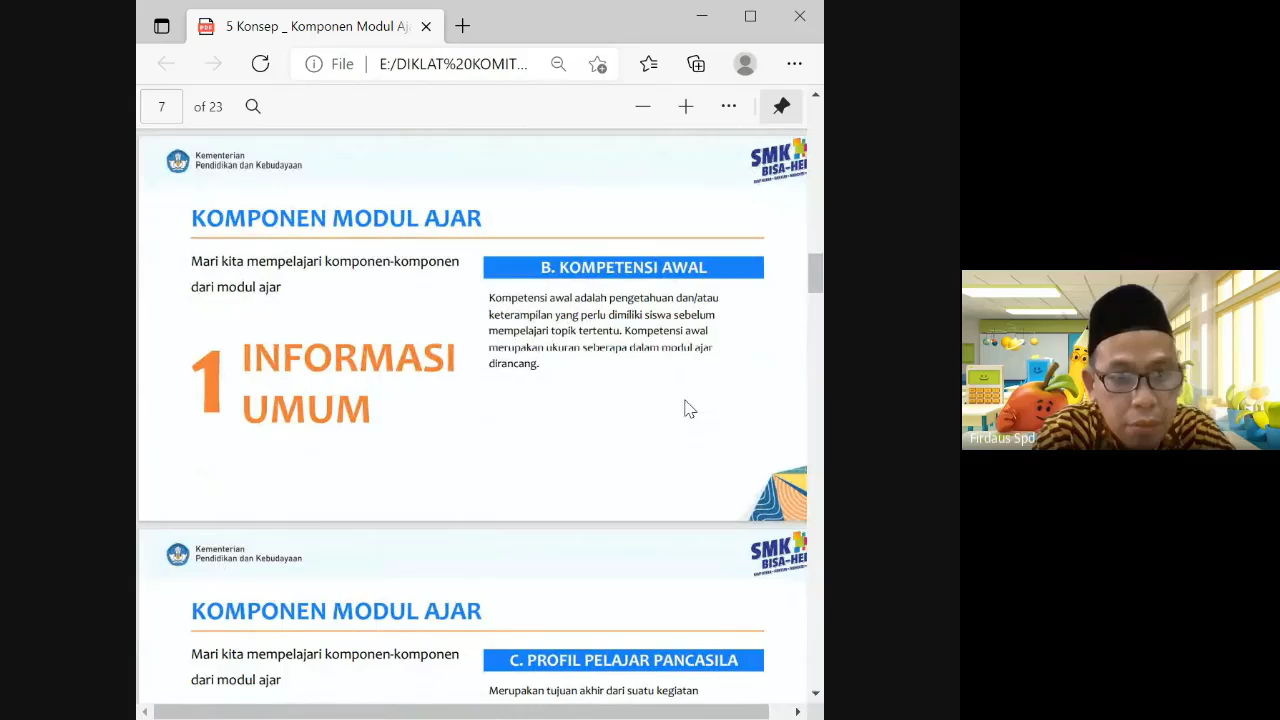 5 Konsep _ Komponen Modul Aj
File
E:/DIKLAT%20KOMIT...
7
of 23
Kementerian
Pendidikan dan Kebudayaan
SMK
BISA-HE
KOMPONEN MODUL AJAR
Mari kita mempelajari komponen-komponen
dari modul ajar
1 INFORMASI
UMUM
B. KOMPETENSI AWAL
Kompetensi awal adalah pengetahuan dan/atau
keterampilan yang perlu dimiliki siswa sebelum
mempelajari topik tertentu. Kompetensi awal
merupakan ukuran seberapa dalam modul ajar
dirancang.
Firdaus Spd
Kementerian
Pendidikan dan Kebudayaan
SMK
BISA-HE
KOMPONEN MODUL AJAR
Mari kita mempelajari komponen-komponen
dari modul ajar
C. PROFIL PELAJAR PANCASILA
Merupakan tujuan akhir dari suatu kegiatan